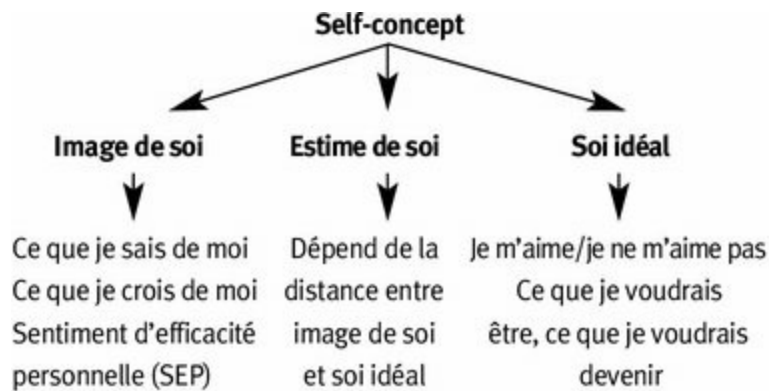 Self-concept
Image de soi
Estime de soi
Soi idéal
Ce que je sais de moi
Ce que je crois de moi
Sentiment d’efficacité
personnelle (SEP)
Dépend de la
distance entre
image de soi
et soi idéal
Je m’aime/je ne m’aime pas
Ce que je voudrais
être, ce que je voudrais
devenir